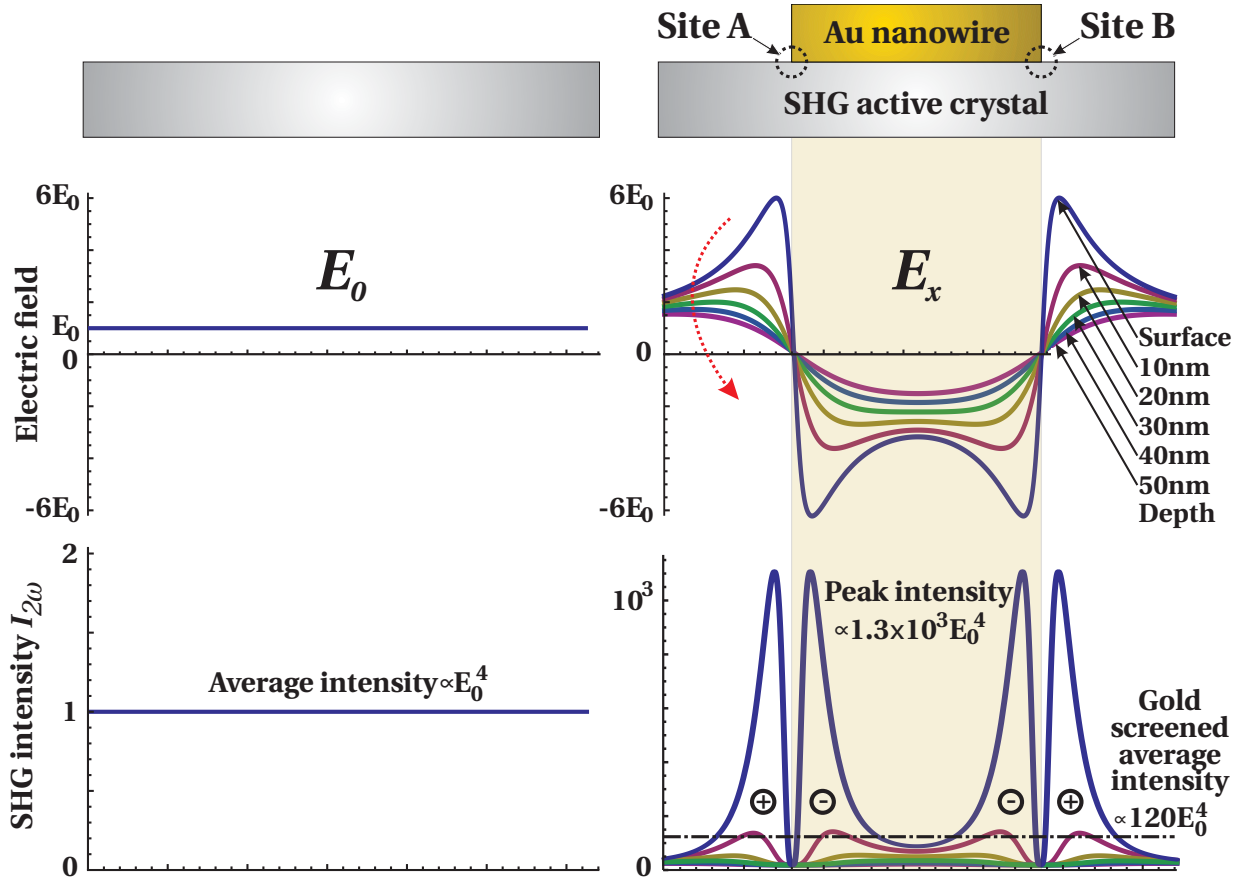 Site A
Au nanowire
Site B
SHG active crystal
6E₀
E₀
0
-6E₀
Electric field
E₀
6E₀
0
-6E₀
Eₓ
Surface
10nm
20nm
30nm
40nm
50nm
Depth
2
1
0
SHG intensity I₂ω
Average intensity∝E₀⁴
10³
0
Peak intensity
∝1.3x10³E₀⁴
+
-
-
+
Gold
screened
average
intensity
∝120E₀⁴